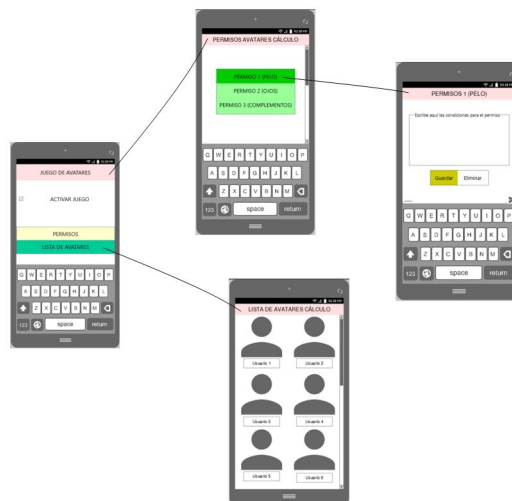 PERMISOS AVATARES CÁLCULO
PERMISO 1 (PELO)
PERMISO 2 (OJOS)
PERMISO 3 (COMPLEMENTOS)
Q W E R T Y U I O P
A S D F G H J K L
Z X C V B N M
123 space return
PERMISOS 1 (PELO)
Escribe aquí las condiciones para el permiso
Guardar Eliminar
Q W E R T Y U I O P
A S D F G H J K L
Z X C V B N M
123 space return
JUEGO DE AVATARES
ACTIVAR JUEGO
PERMISOS
LISTA DE AVATARES
Q W E R T Y U I O P
A S D F G H J K L
Z X C V B N M
123 space return
LISTA DE AVATARES CÁLCULO
Usuario 1 Usuario 2
Usuario 3 Usuario 4
Usuario 5 Usuario 6